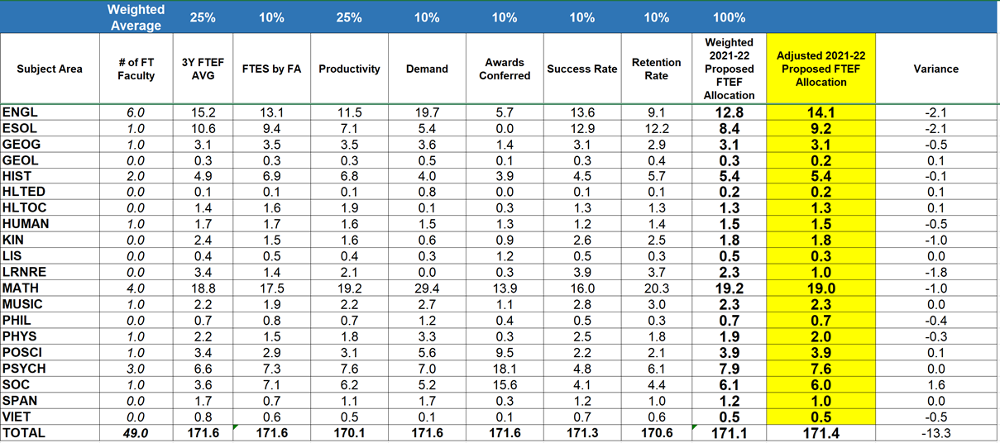 Weighted Average 25% 10% 25% 10% 10% 10% 10% 100%
Subject Area # of FT Faculty 3Y FTEF AVG FTES by FA Productivity Demand Awards Conferred Success Rate Retention Rate Weighted 2021-22 Proposed FTEF Allocation Adjusted 2021-22 Proposed FTEF Allocation Variance
ENGL 6.0 15.2 13.1 11.5 19.7 5.7 13.6 9.1 12.8 14.1 -2.1
ESOL 1.0 10.6 9.4 7.1 5.4 0.0 12.9 12.2 8.4 9.2 -2.1
GEOG 1.0 3.1 3.5 3.5 3.6 1.4 3.1 2.9 3.1 3.1 -0.5
GEOL 0.0 0.3 0.3 0.3 0.5 0.1 0.3 0.4 0.3 0.2 0.1
HIST 2.0 4.9 6.9 6.8 4.0 3.9 4.5 5.7 5.4 5.4 -0.1
HLTED 0.0 0.1 0.1 0.1 0.8 0.0 0.1 0.1 0.2 0.2 0.1
HLTOC 0.0 1.4 1.6 1.9 0.1 0.3 1.3 1.3 1.3 1.3 0.1
HUMAN 1.0 1.7 1.7 1.6 1.5 1.3 1.2 1.4 1.5 1.5 -0.5
KIN 0.0 2.4 1.5 1.6 0.6 0.9 2.6 2.5 1.8 1.8 -1.0
LIS 0.0 0.4 0.5 0.4 0.3 1.2 0.5 0.3 0.5 0.3 0.0
LRNRE 0.0 3.4 1.4 2.1 0.0 0.3 3.9 3.7 2.3 1.0 -1.8
MATH 4.0 18.8 17.5 19.2 29.4 13.9 16.0 20.3 19.2 19.0 -1.0
MUSIC 1.0 2.2 1.9 2.2 2.7 1.1 2.8 3.0 2.3 2.3 0.0
PHIL 0.0 0.7 0.8 0.7 1.2 0.4 0.5 0.3 0.7 0.7 -0.4
PHYS 1.0 2.2 1.5 1.8 3.3 0.3 2.5 1.8 1.9 2.0 -0.3
POSCI 1.0 3.4 2.9 3.1 5.6 9.5 2.2 2.1 3.9 3.9 0.1
PSYCH 3.0 6.6 7.3 7.6 7.0 18.1 4.8 6.1 7.9 7.6 0.0
SOC 1.0 3.6 7.1 6.2 5.2 15.6 4.1 4.4 6.1 6.0 1.6
SPAN 0.0 1.7 0.7 1.1 1.7 0.3 1.2 1.0 1.2 1.0 0.0
VIET 0.0 0.8 0.6 0.5 0.1 0.1 0.7 0.6 0.5 0.5 -0.5
TOTAL 49.0 171.6 171.6 170.1 171.6 171.6 171.3 170.6 171.1 171.4 -13.3